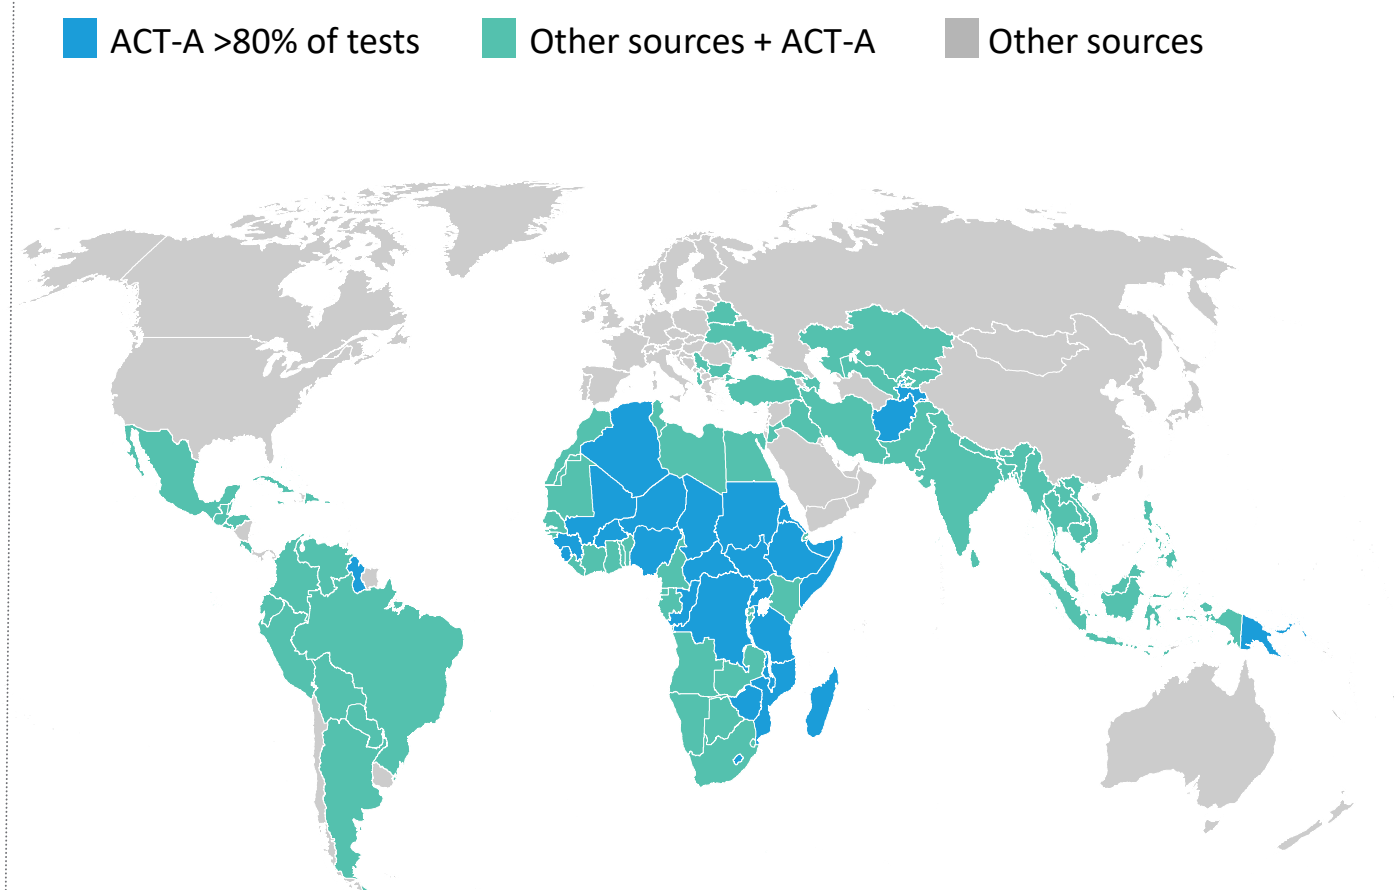 ACT-A >80% of tests
Other sources + ACT-A
Other sources